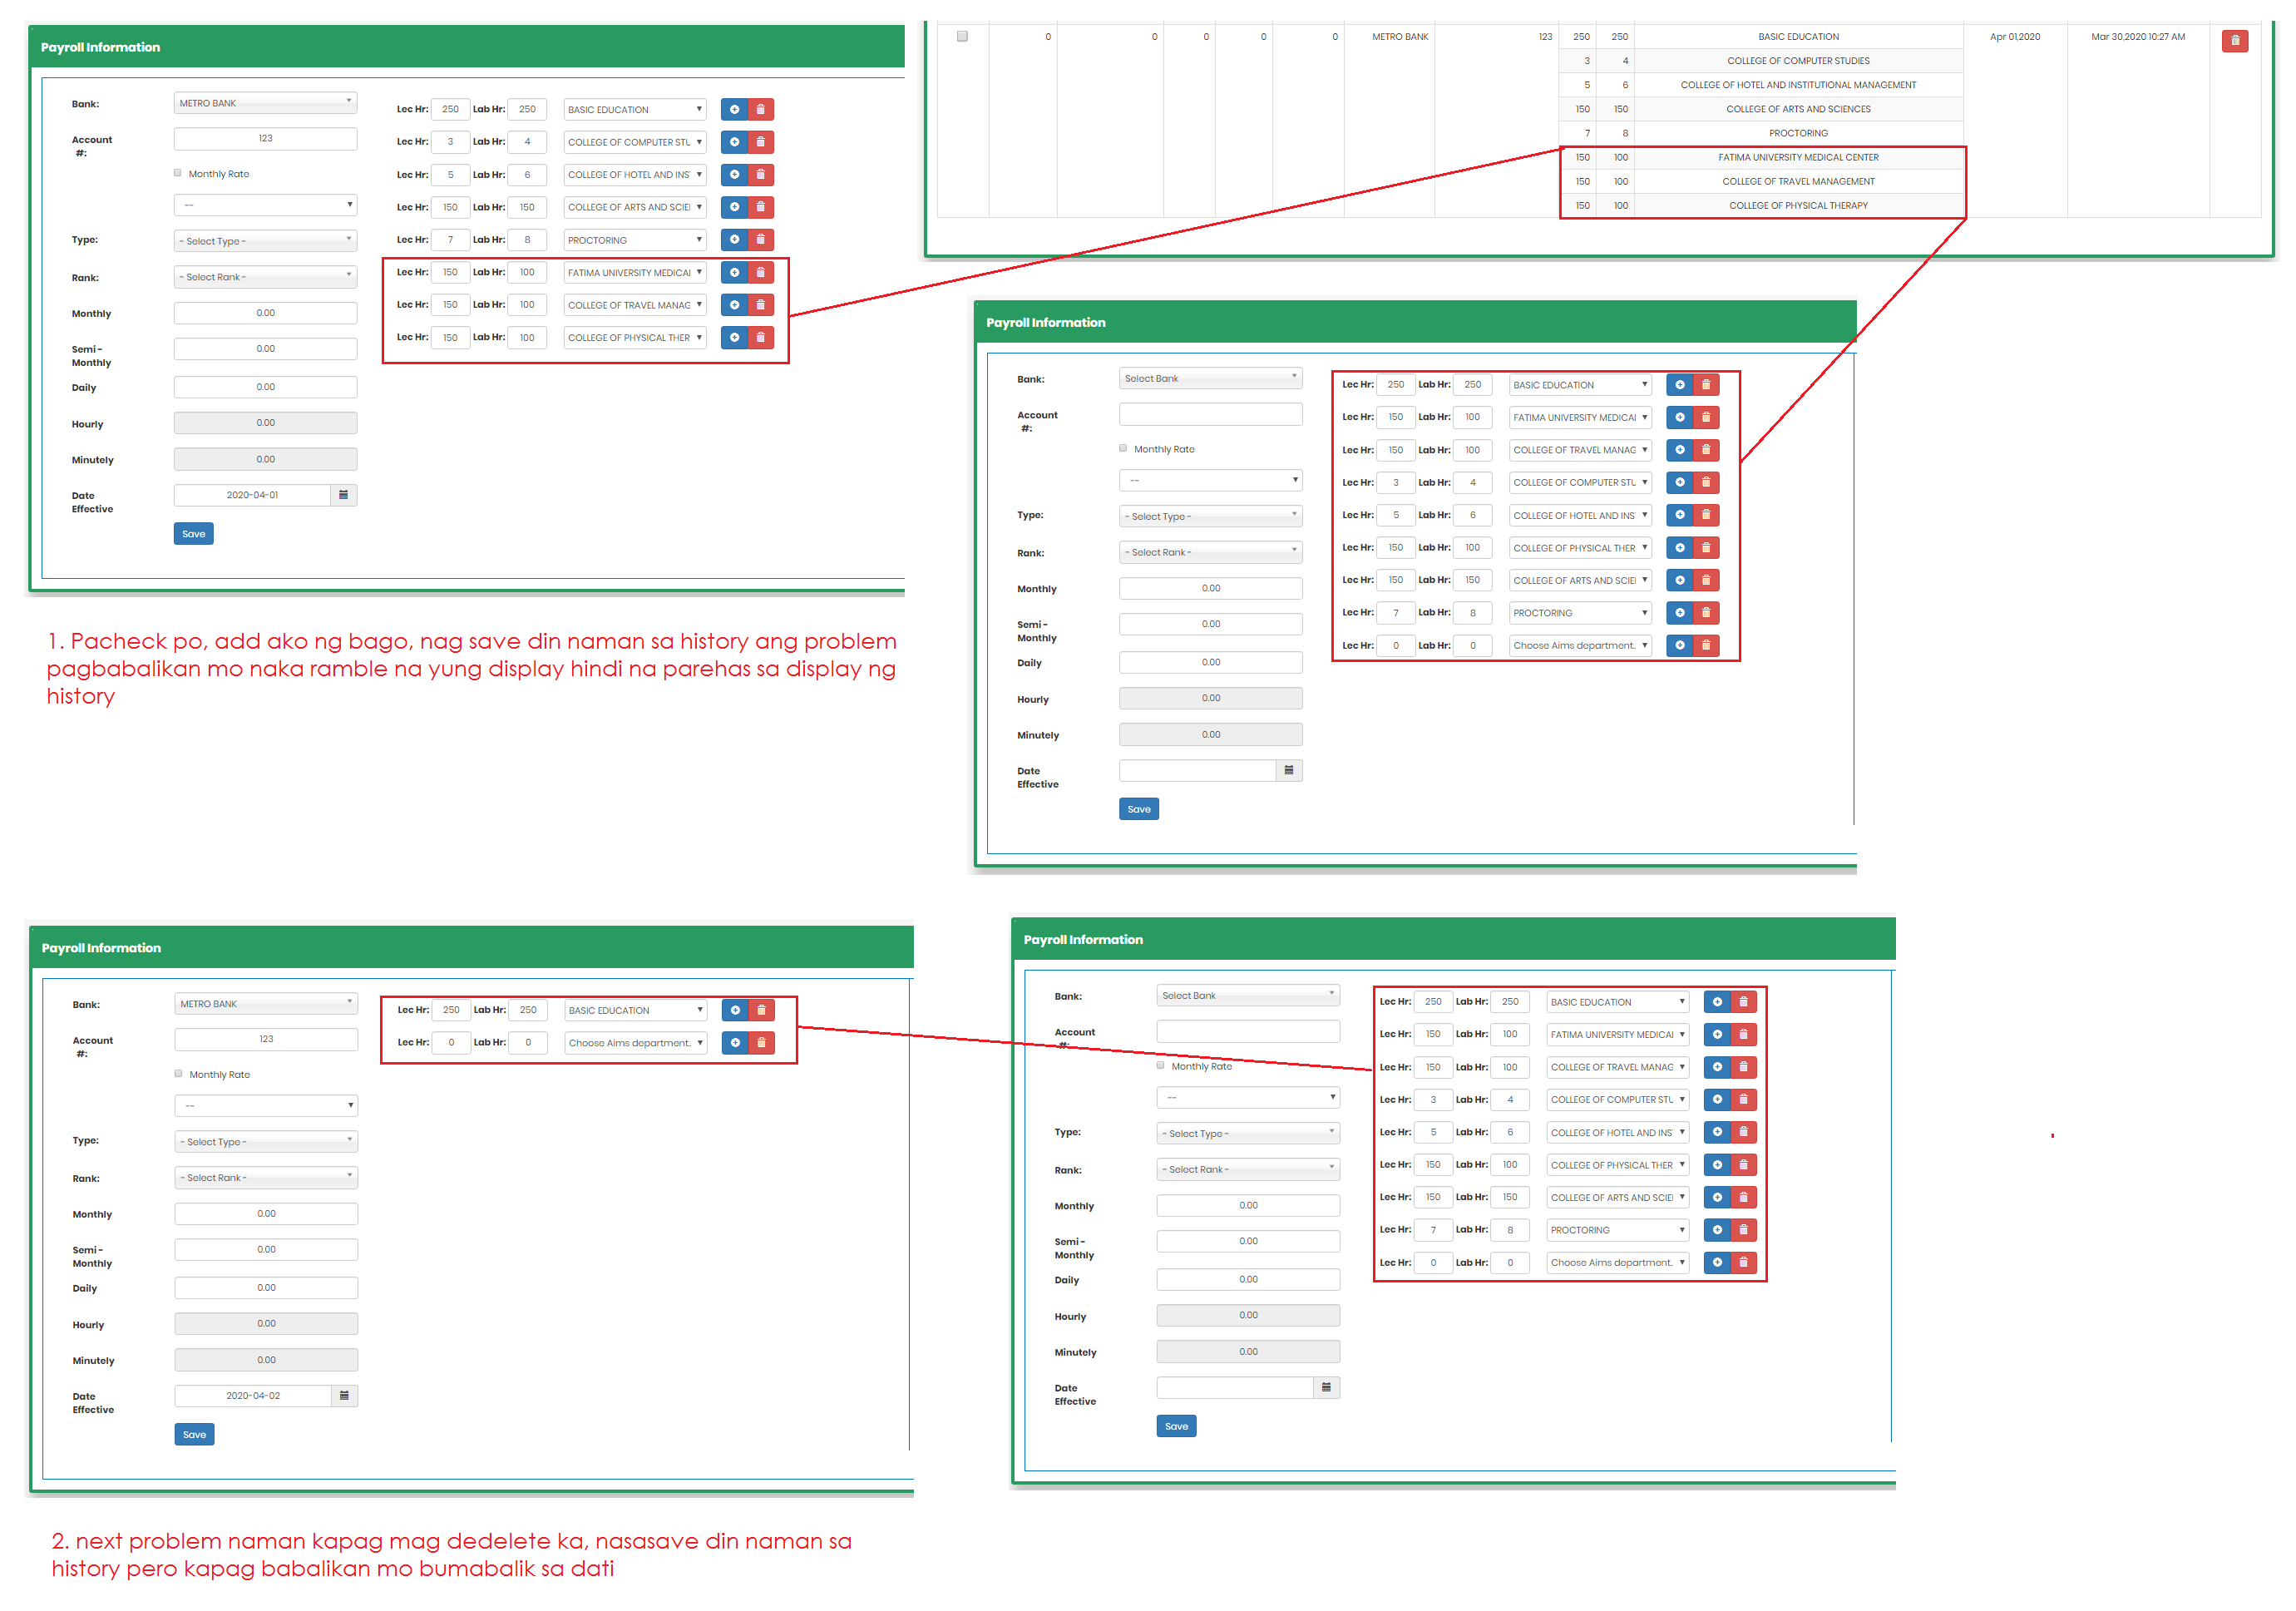 Payroll Information
Bank: METRO BANK
Account #: 123
Monthly Rate
--
Type: - Select Type -
Rank: - Select Rank -
Monthly 0.00
Semi - Monthly 0.00
Daily 0.00
Hourly 0.00
Minutely 0.00
Date Effective 2020-04-01
Save
Lec Hr: 250 Lab Hr: 250 BASIC EDUCATION
Lec Hr: 3 Lab Hr: 4 COLLEGE OF COMPUTER STU
Lec Hr: 5 Lab Hr: 6 COLLEGE OF HOTEL AND INS
Lec Hr: 150 Lab Hr: 150 COLLEGE OF ARTS AND SCIE
Lec Hr: 7 Lab Hr: 8 PROCTORING
Lec Hr: 150 Lab Hr: 100 FATIMA UNIVERSITY MEDICAL
Lec Hr: 150 Lab Hr: 100 COLLEGE OF TRAVEL MANAG
Lec Hr: 150 Lab Hr: 100 COLLEGE OF PHYSICAL THER
0 0 0 0 0 METRO BANK 123 250 250 BASIC EDUCATION Apr 01,2020 Mar 30,2020 10:27 AM
3 4 COLLEGE OF COMPUTER STUDIES
5 6 COLLEGE OF HOTEL AND INSTITUTIONAL MANAGEMENT
150 150 COLLEGE OF ARTS AND SCIENCES
7 8 PROCTORING
150 100 FATIMA UNIVERSITY MEDICAL CENTER
150 100 COLLEGE OF TRAVEL MANAGEMENT
150 100 COLLEGE OF PHYSICAL THERAPY
Payroll Information
Bank: Select Bank
Account #:
Monthly Rate
--
Type: - Select Type -
Rank: - Select Rank -
Monthly 0.00
Semi - Monthly 0.00
Daily 0.00
Hourly 0.00
Minutely 0.00
Date Effective
Save
Lec Hr: 250 Lab Hr: 250 BASIC EDUCATION
Lec Hr: 150 Lab Hr: 100 FATIMA UNIVERSITY MEDICAL
Lec Hr: 150 Lab Hr: 100 COLLEGE OF TRAVEL MANAG
Lec Hr: 3 Lab Hr: 4 COLLEGE OF COMPUTER STU
Lec Hr: 5 Lab Hr: 6 COLLEGE OF HOTEL AND INS
Lec Hr: 150 Lab Hr: 100 COLLEGE OF PHYSICAL THER
Lec Hr: 150 Lab Hr: 150 COLLEGE OF ARTS AND SCIE
Lec Hr: 7 Lab Hr: 8 PROCTORING
Lec Hr: 0 Lab Hr: 0 Choose Aims department.
1. Pacheck po, add ako ng bago, nag save din naman sa history ang problem
pagbabalikan mo naka ramble na yung display hindi na parehas sa display ng
history
Payroll Information
Bank: METRO BANK
Account #: 123
Monthly Rate
--
Type: - Select Type -
Rank: - Select Rank -
Monthly 0.00
Semi - Monthly 0.00
Daily 0.00
Hourly 0.00
Minutely 0.00
Date Effective 2020-04-02
Save
Lec Hr: 250 Lab Hr: 250 BASIC EDUCATION
Lec Hr: 0 Lab Hr: 0 Choose Aims department.
Payroll Information
Bank: Select Bank
Account #:
Monthly Rate
--
Type: - Select Type -
Rank: - Select Rank -
Monthly 0.00
Semi - Monthly 0.00
Daily 0.00
Hourly 0.00
Minutely 0.00
Date Effective
Save
Lec Hr: 250 Lab Hr: 250 BASIC EDUCATION
Lec Hr: 150 Lab Hr: 100 FATIMA UNIVERSITY MEDICAL
Lec Hr: 150 Lab Hr: 100 COLLEGE OF TRAVEL MANAG
Lec Hr: 3 Lab Hr: 4 COLLEGE OF COMPUTER STU
Lec Hr: 5 Lab Hr: 6 COLLEGE OF HOTEL AND INS
Lec Hr: 150 Lab Hr: 100 COLLEGE OF PHYSICAL THER
Lec Hr: 150 Lab Hr: 150 COLLEGE OF ARTS AND SCIE
Lec Hr: 7 Lab Hr: 8 PROCTORING
Lec Hr: 0 Lab Hr: 0 Choose Aims department.
2. next problem naman kapag mag dedelete ka, nasasave din naman sa
history pero kapag babalikan mo bumabalik sa dati